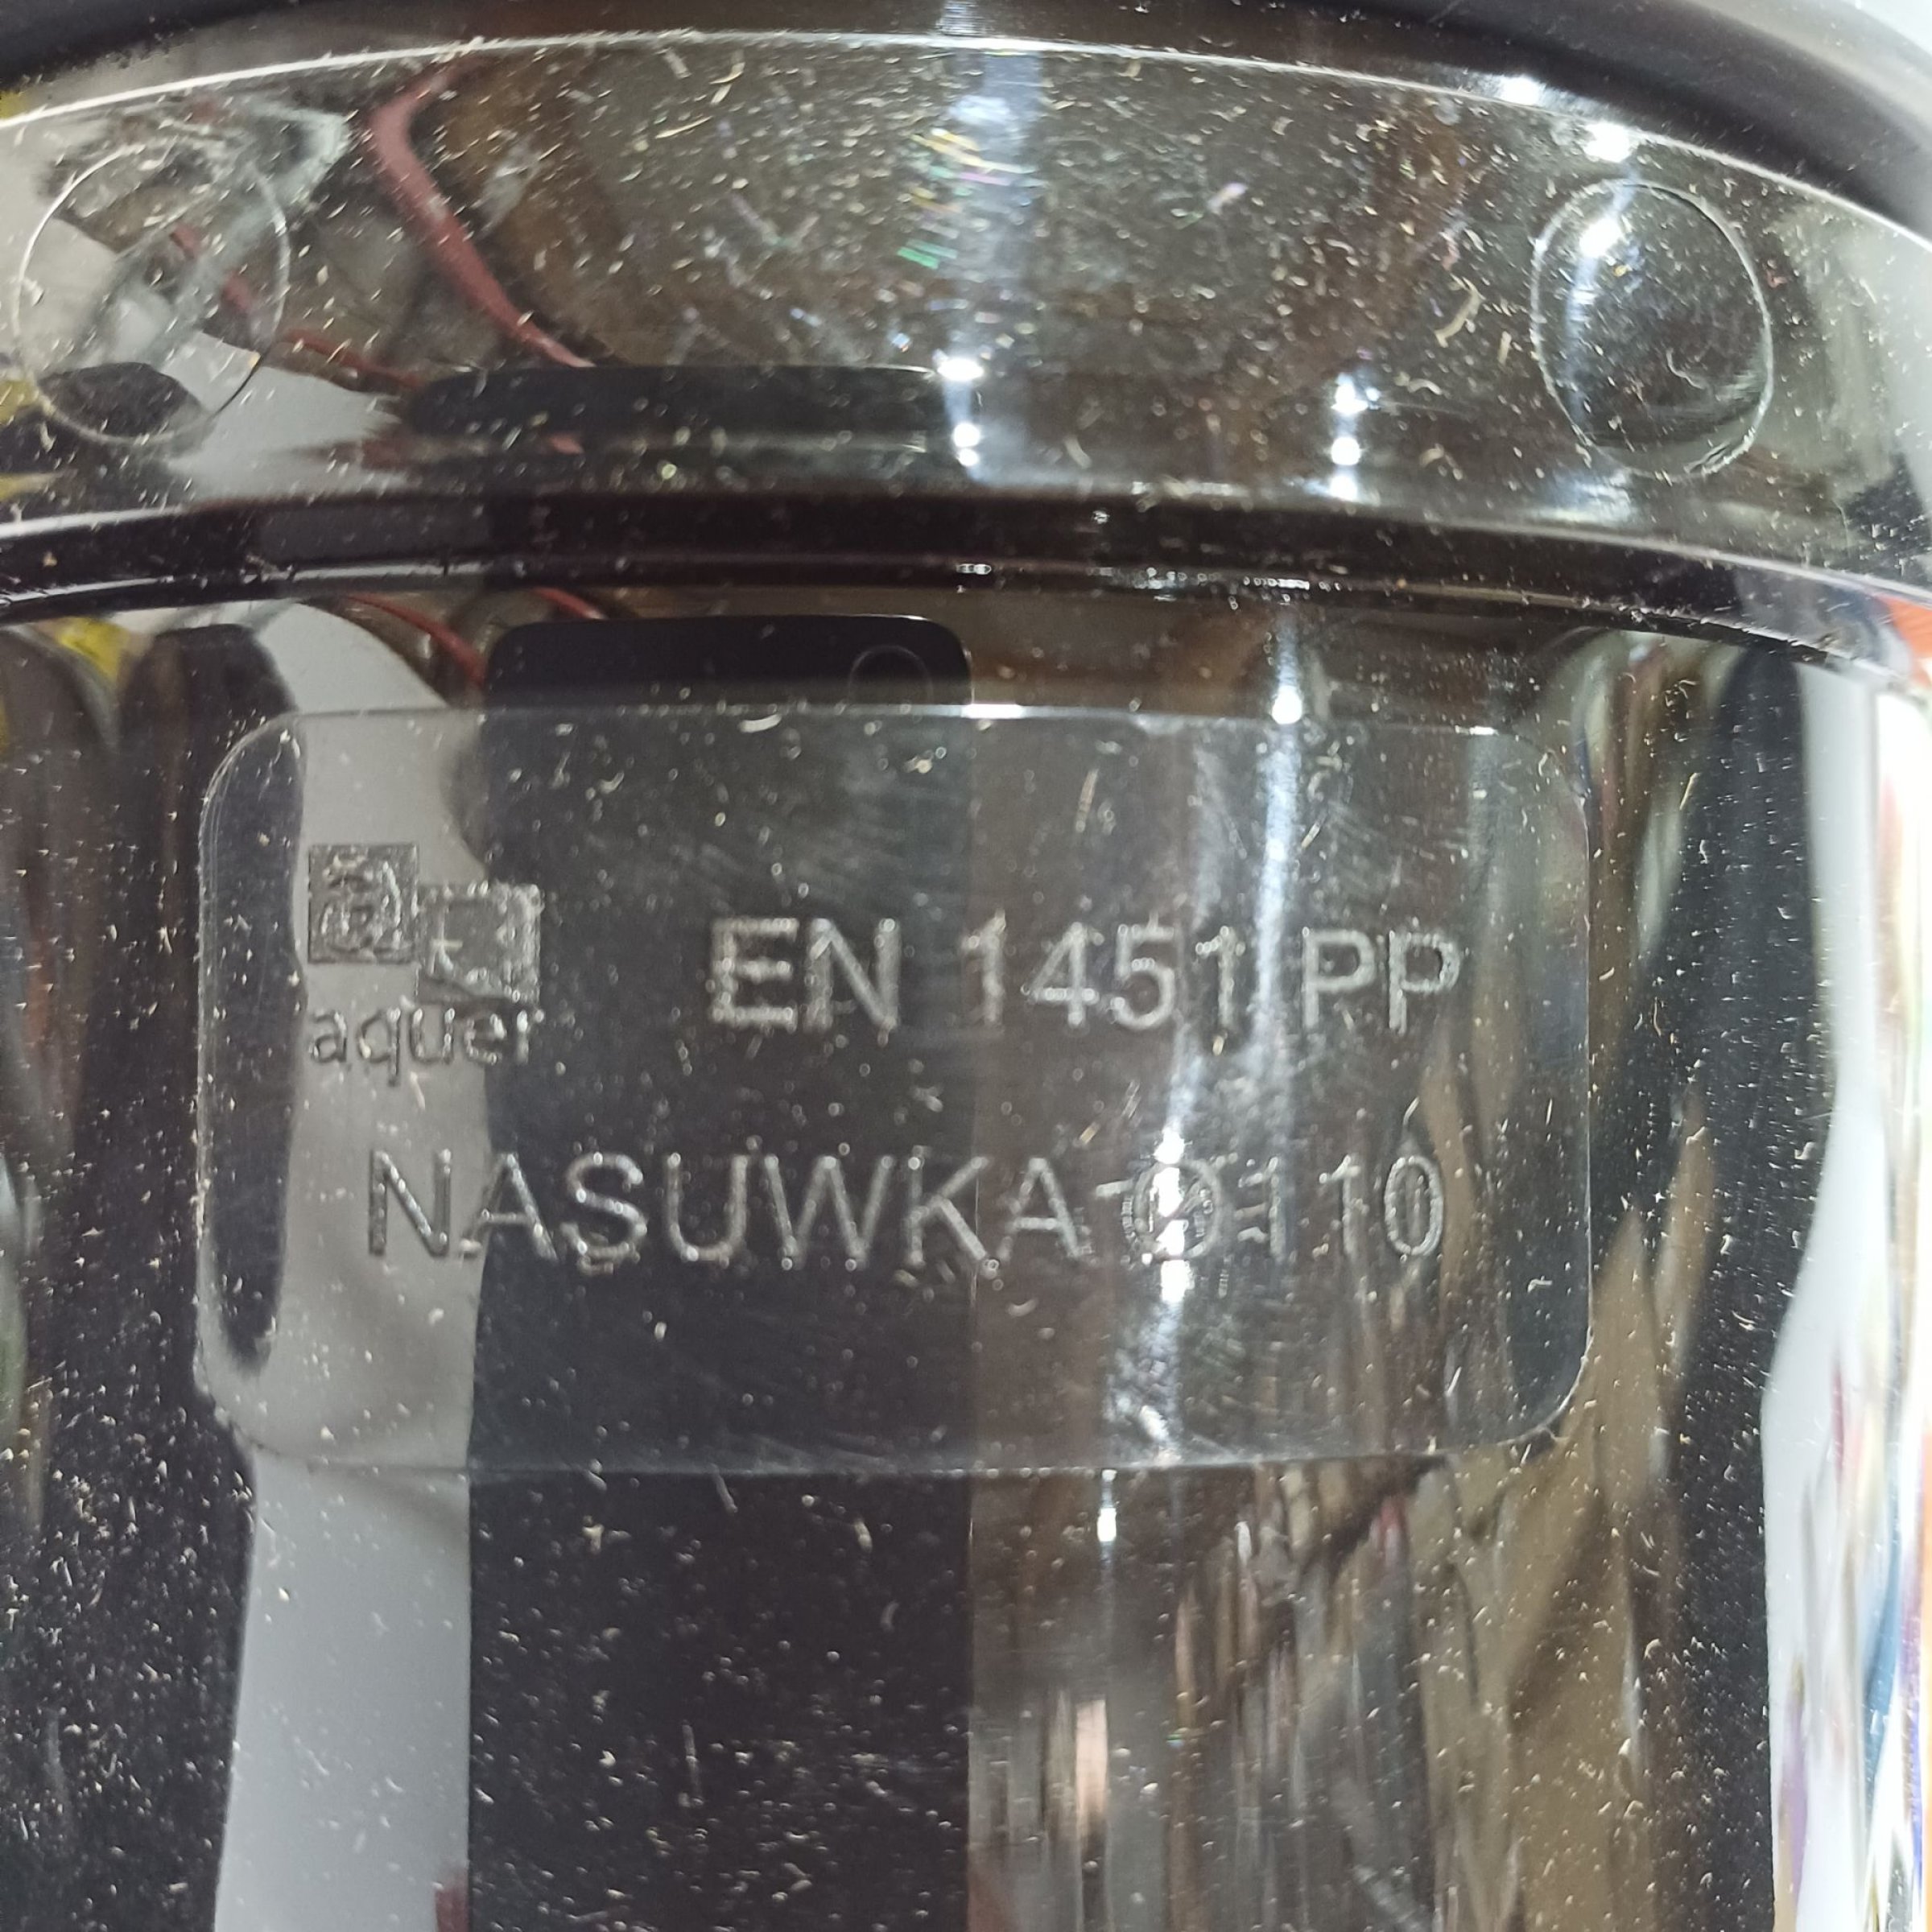 aquer
EN 1451 PP
NASUWKA Ø110